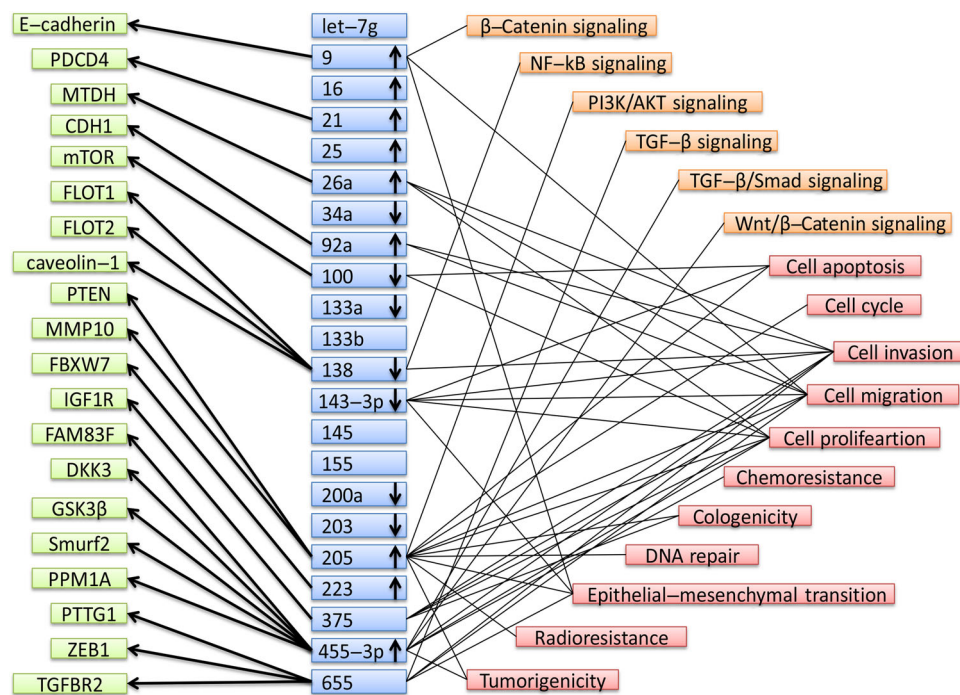 E–cadherin
PDCD4
MTDH
CDH1
mTOR
FLOT1
FLOT2
caveolin–1
PTEN
MMP10
FBXW7
IGF1R
FAM83F
DKK3
GSK3β
Smurf2
PPM1A
PTTG1
ZEB1
TGFBR2
let–7g
9
16
21
25
26a
34a
92a
100
133a
133b
138
143–3p
145
155
200a
203
205
223
375
455–3p
655
β–Catenin signaling
NF–kB signaling
PI3K/AKT signaling
TGF–β signaling
TGF–β/Smad signaling
Wnt/β–Catenin signaling
Cell apoptosis
Cell cycle
Cell invasion
Cell migration
Cell prolifeartion
Chemoresistance
Cologenicity
DNA repair
Epithelial–mesenchymal transition
Radioresistance
Tumorigenicity